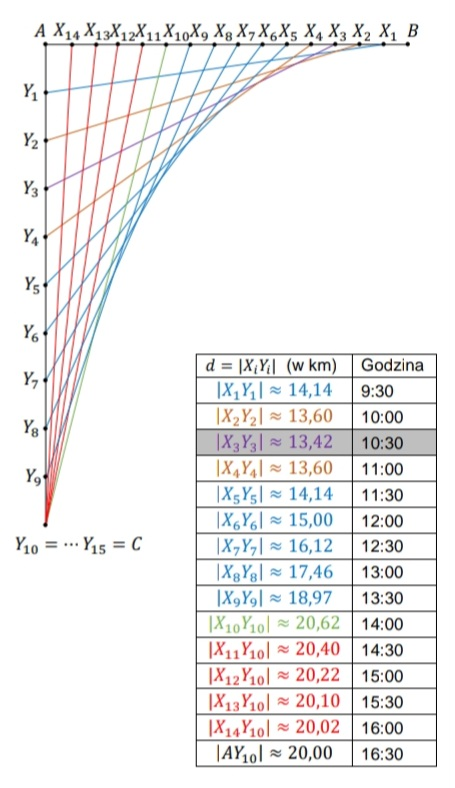 A X₁₄ X₁₃ X₁₂ X₁₁ X₁₀ X₉ X₈ X₇ X₆ X₅ X₄ X₃ X₂ X₁ B
Y₁
Y₂
Y₃
Y₄
Y₅
Y₆
Y₇
Y₈
Y₉
Y₁₀ = ⋯ Y₁₅ = C
d = |XᵢYᵢ| (w km) Godzina
|X₁Y₁| ≈ 14,14 9:30
|X₂Y₂| ≈ 13,60 10:00
|X₃Y₃| ≈ 13,42 10:30
|X₄Y₄| ≈ 13,60 11:00
|X₅Y₅| ≈ 14,14 11:30
|X₆Y₆| ≈ 15,00 12:00
|X₇Y₇| ≈ 16,12 12:30
|X₈Y₈| ≈ 17,46 13:00
|X₉Y₉| ≈ 18,97 13:30
|X₁₀Y₁₀| ≈ 20,62 14:00
|X₁₁Y₁₀| ≈ 20,40 14:30
|X₁₂Y₁₀| ≈ 20,22 15:00
|X₁₃Y₁₀| ≈ 20,10 15:30
|X₁₄Y₁₀| ≈ 20,02 16:00
|AY₁₀| ≈ 20,00 16:30